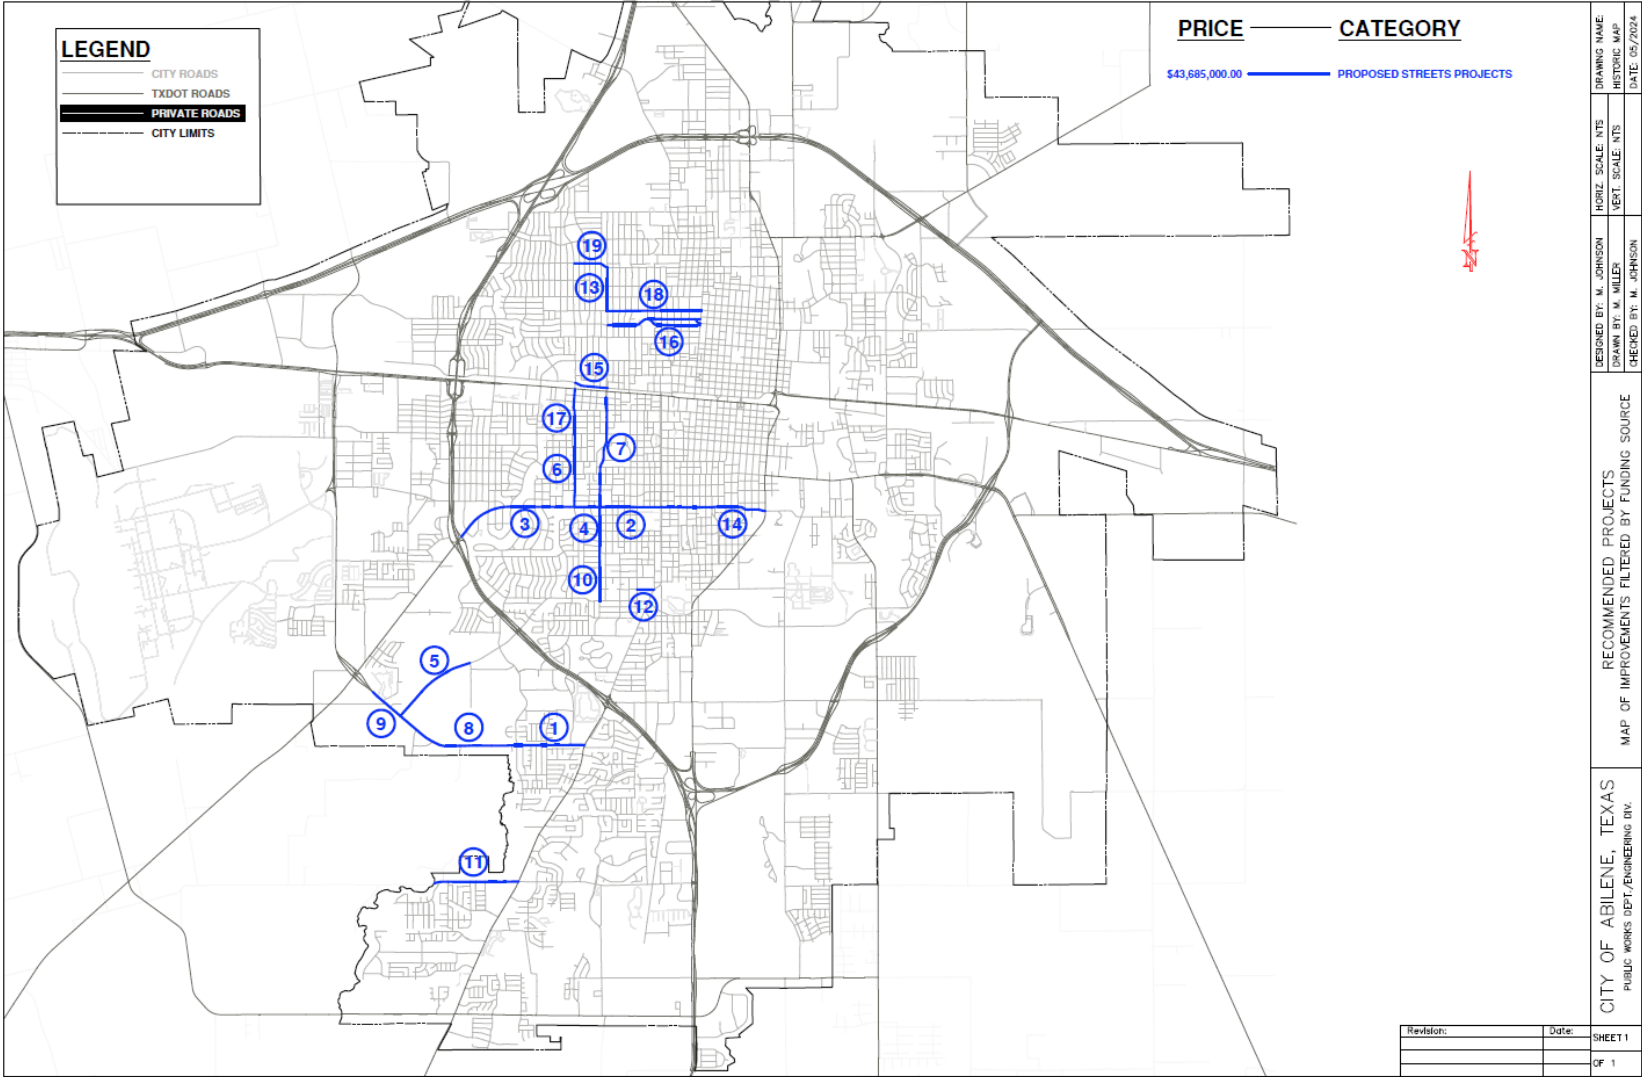 LEGEND
CITY ROADS
TXDOT ROADS
PRIVATE ROADS
CITY LIMITS
PRICE CATEGORY
$43,685,000.00 PROPOSED STREETS PROJECTS
19
13
18
16
15
17
7
6
3
4
2
14
10
12
5
9
8
1
11
N
DRAWING NAME:
HISTORIC MAP
DATE: 05/2024
HORIZ. SCALE: NTS
VERT. SCALE: NTS
DESIGNED BY: M. JOHNSON
DRAWN BY: M. MILLER
CHECKED BY: M. JOHNSON
RECOMMENDED PROJECTS
MAP OF IMPROVEMENTS FILTERED BY FUNDING SOURCE
CITY OF ABILENE, TEXAS
PUBLIC WORKS DEPT./ENGINEERING DIV.
Revision: Date:
SHEET 1
OF 1